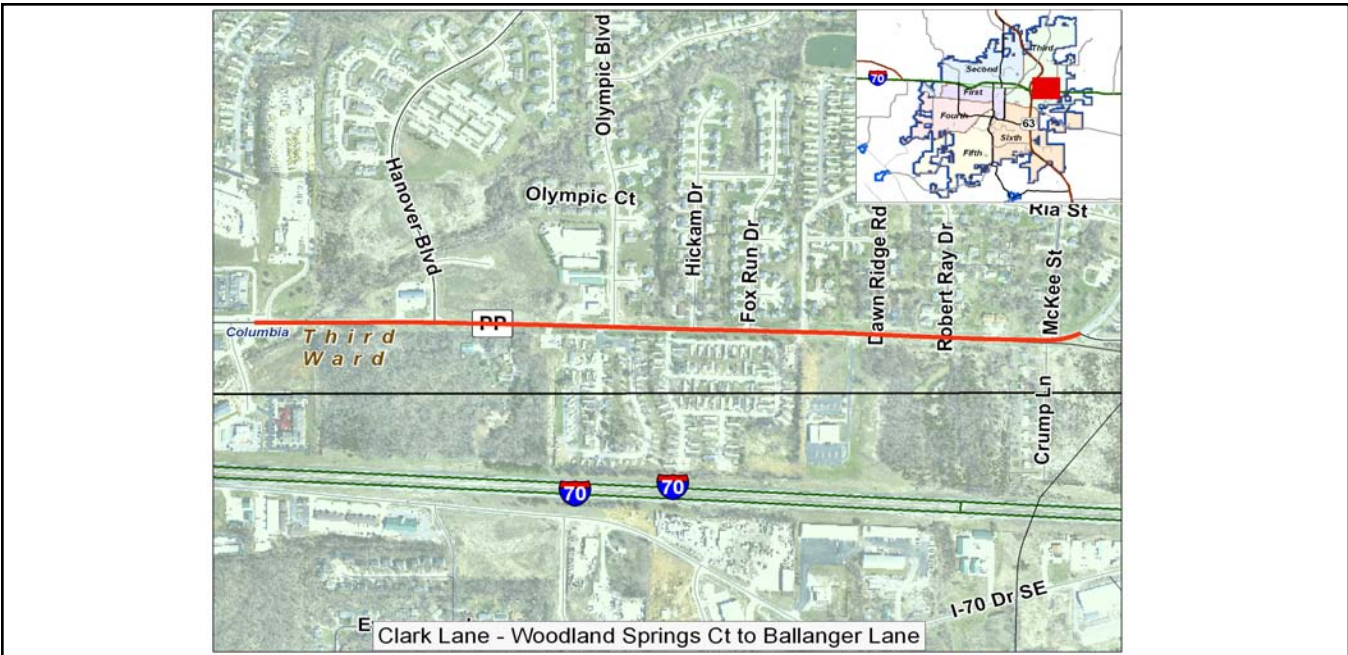 Hanover Blvd
Olympic Blvd
Olympic Ct
Hickam Dr
Fox Run Dr
Dawn Ridge Rd
Robert Ray Dr
Ria St
McKee St
Crump Ln
PP
Columbia
Third
Ward
70
70
I-70 Dr SE
E
Clark Lane - Woodland Springs Ct to Ballanger Lane
70
Second
Third
First
Fourth
63
Sixth
Fifth